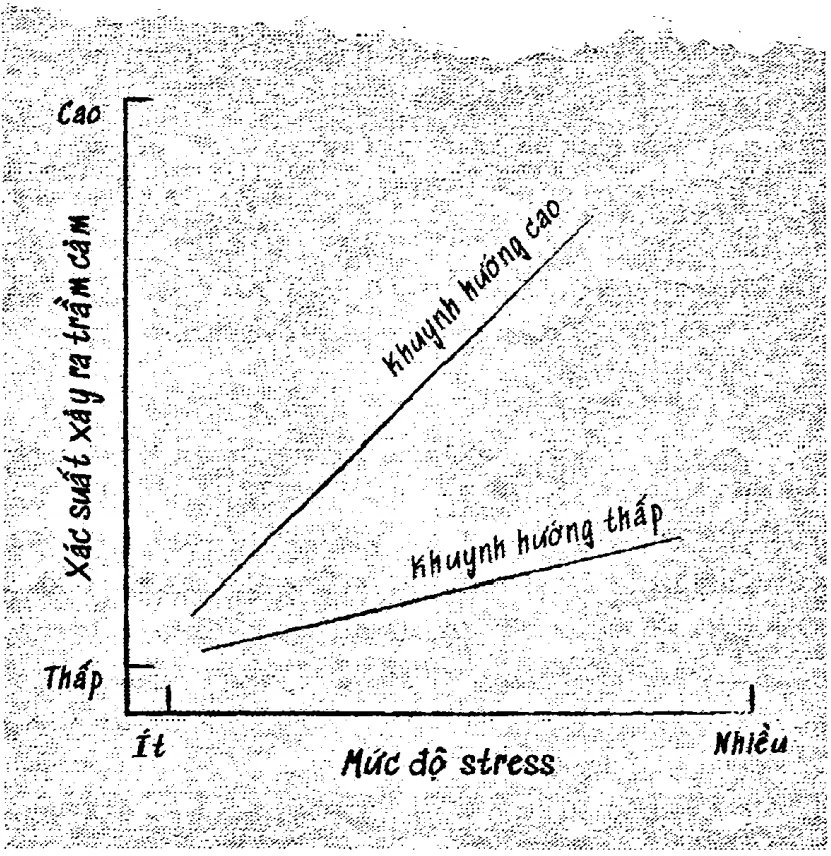 Cao
Xác suất xảy ra trầm cảm
Khuynh hướng cao
Khuynh hướng thấp
Thấp
Ít
Nhiều
Mức độ stress